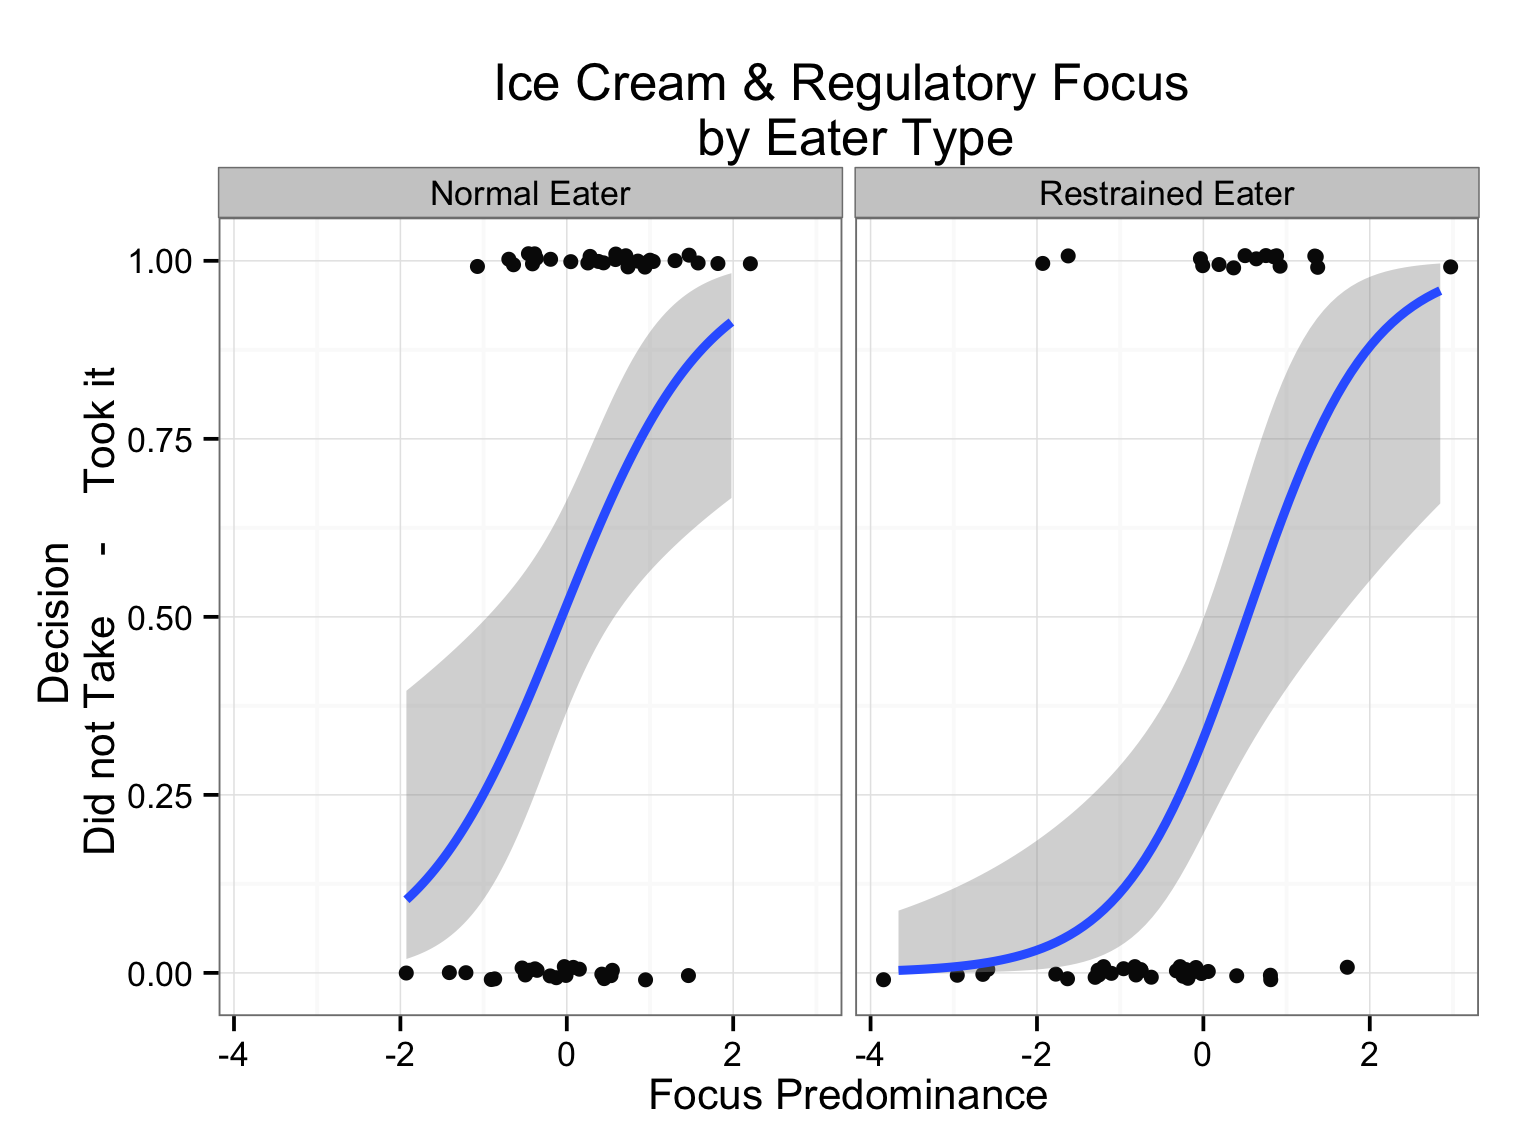 Ice Cream & Regulatory Focus
by Eater Type
Normal Eater
Restrained Eater
Decision
Did not Take - Took it
1.00
0.75
0.50
0.25
0.00
-4 -2 0 2
-4 -2 0 2
Focus Predominance